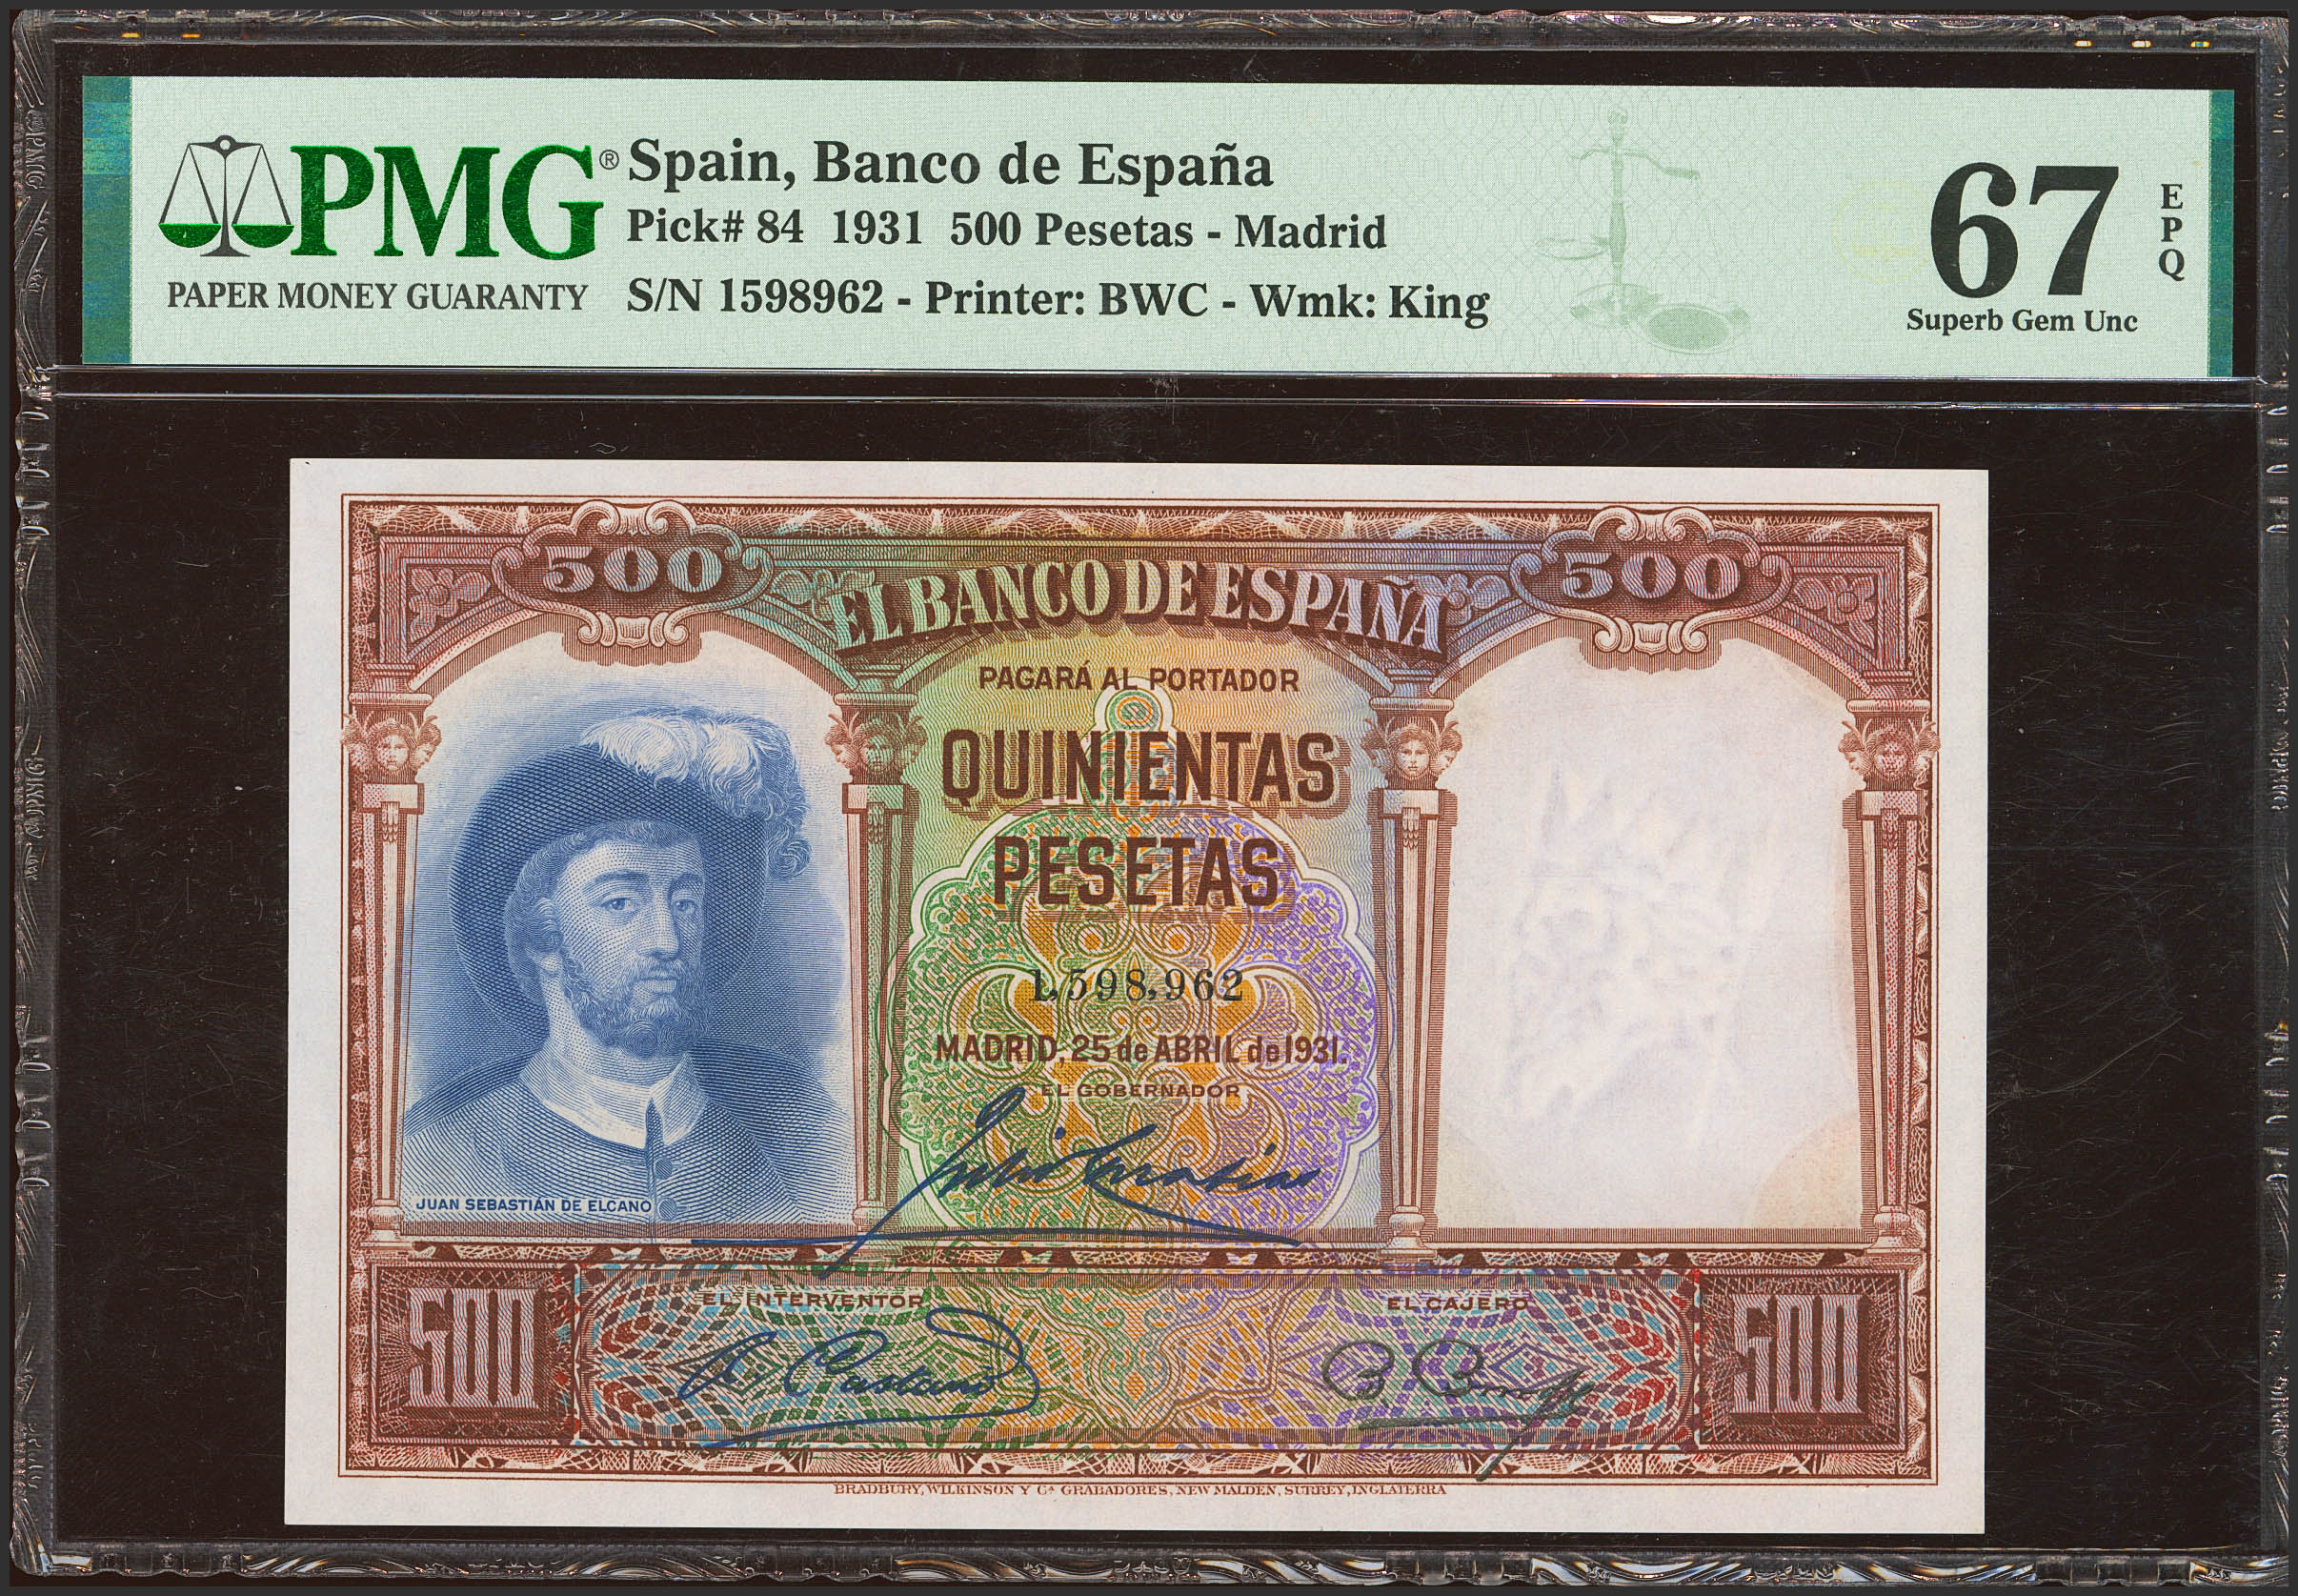 PMG®
PAPER MONEY GUARANTY
Spain, Banco de España
Pick# 84 1931 500 Pesetas - Madrid
S/N 1598962 - Printer: BWC - Wmk: King
67
EPQ
Superb Gem Unc
500
500
EL BANCO DE ESPAÑA
PAGARÁ AL PORTADOR
QUINIENTAS
PESETAS
1,598,962
MADRID, 25 de ABRIL de 1931.
EL GOBERNADOR
JUAN SEBASTIÁN DE ELCANO
EL INTERVENTOR
EL CAJERO
500
500
BRADBURY, WILKINSON Y Cª GRABADORES, NEW MALDEN, SURREY, INGLATERRA